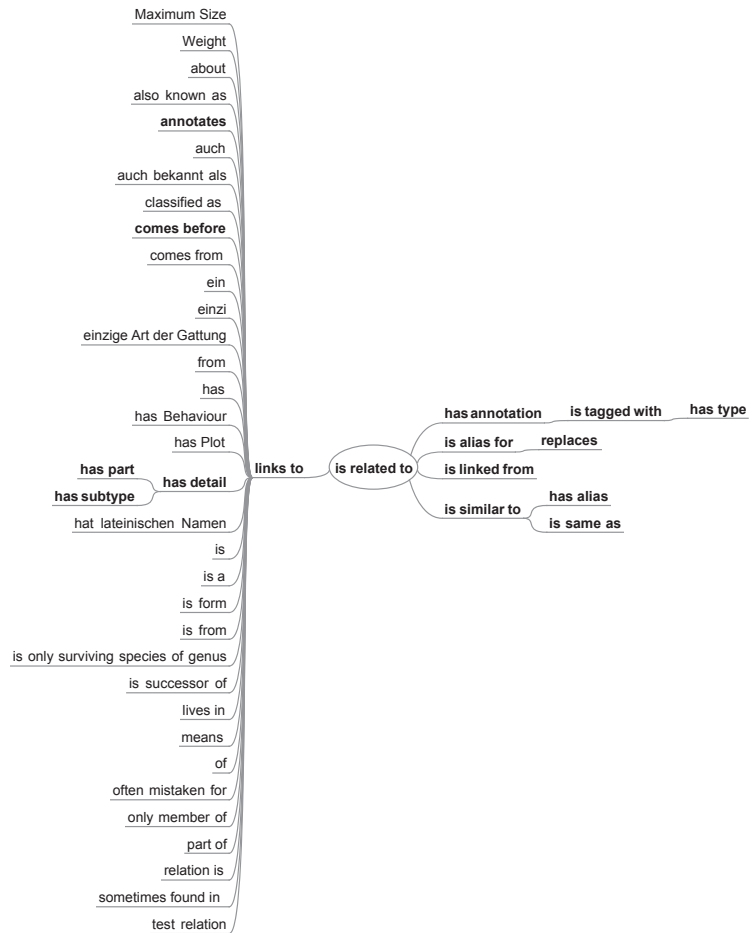 Maximum Size
Weight
about
also known as
annotates
auch
auch bekannt als
classified as
comes before
comes from
ein
einzi
einzige Art der Gattung
from
has
has Behaviour
has Plot
has part
has subtype
has detail
hat lateinischen Namen
is
is a
is form
is from
is only surviving species of genus
is successor of
lives in
means
of
often mistaken for
only member of
part of
relation is
sometimes found in
test relation
links to
is related to
has annotation
is tagged with
has type
is alias for
replaces
is linked from
is similar to
has alias
is same as